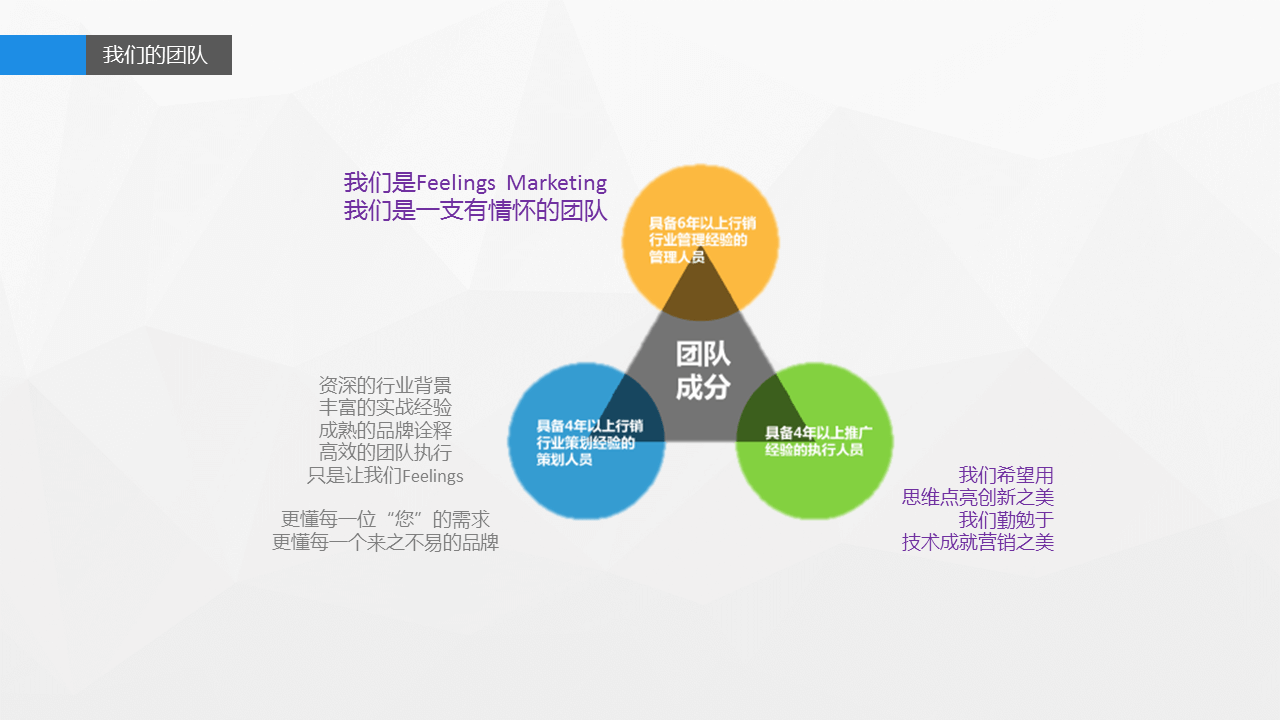 我们的团队
我们是Feelings Marketing
我们是一支有情怀的团队
具备6年以上行销
行业管理经验的
管理人员
团队
成分
资深的行业背景
丰富的实战经验
成熟的品牌诠释
高效的团队执行
只是让我们Feelings
更懂每一位“您”的需求
更懂每一个来之不易的品牌
具备4年以上行销
行业策划经验的
策划人员
具备4年以上推广
经验的执行人员
我们希望用
思维点亮创新之美
我们勤勉于
技术成就营销之美